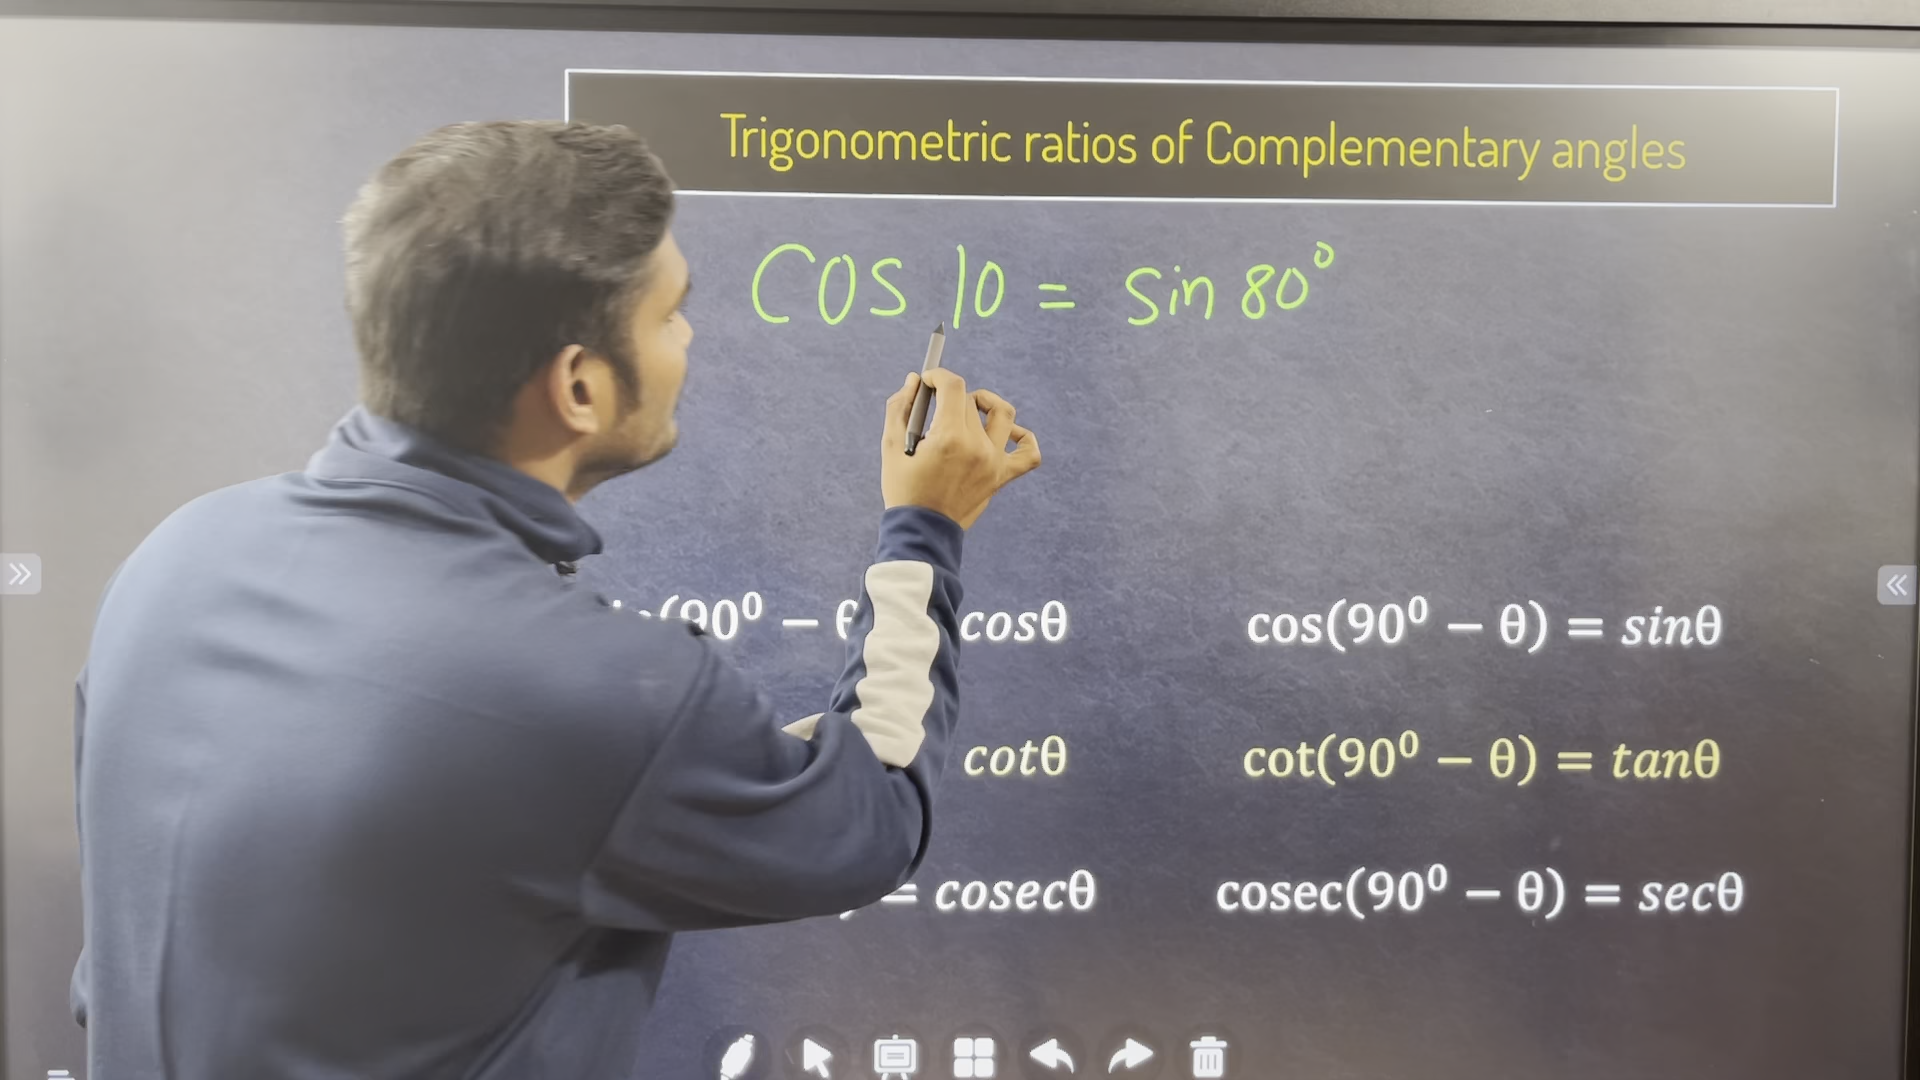 Trigonometric ratios of Complementary angles
COS 10 = Sin 80°
(90⁰ − θ cosθ
cos(90⁰ − θ) = sinθ
cotθ
cot(90⁰ − θ) = tanθ
= cosecθ
cosec(90⁰ − θ) = secθ